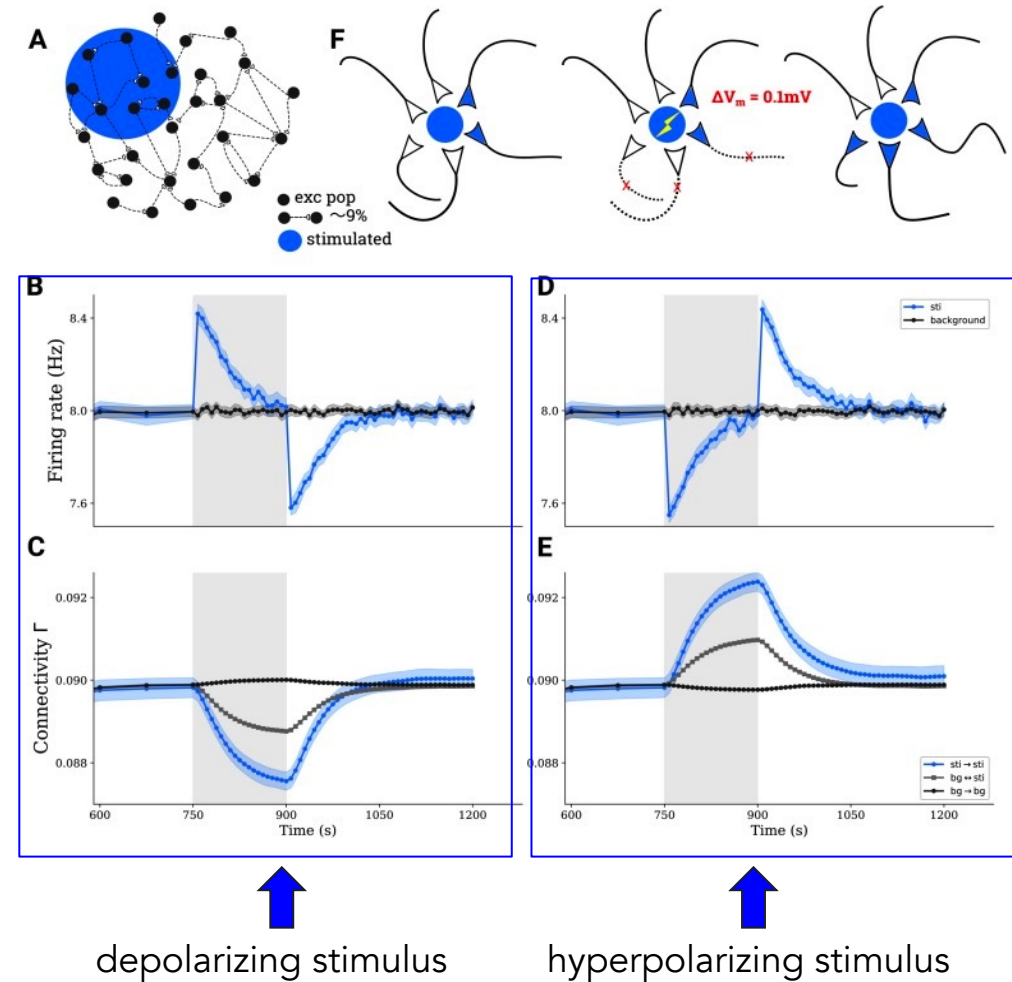 A
exc pop
~9%
stimulated
F
ΔVm = 0.1mV
x
x
x
B
Firing rate (Hz)
8.4
8.0
7.6
D
8.4
8.0
7.6
sti
background
C
Connectivity Γ
0.092
0.090
0.088
600
750
900
1050
1200
Time (s)
E
0.092
0.090
0.088
sti → sti
bg ↔ sti
bg → bg
600
750
900
1050
1200
Time (s)
depolarizing stimulus
hyperpolarizing stimulus